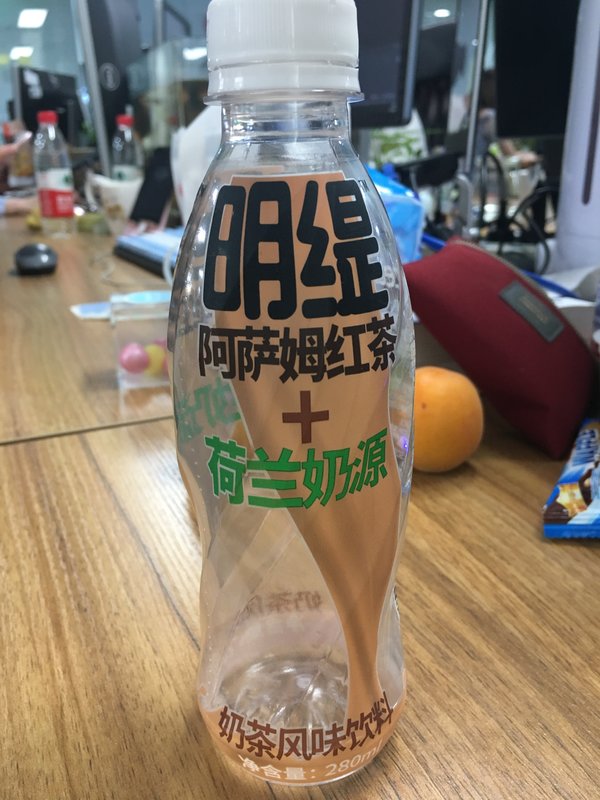 明缇
阿萨姆红茶
+
荷兰奶源
奶茶风味饮料
净含量：280ml